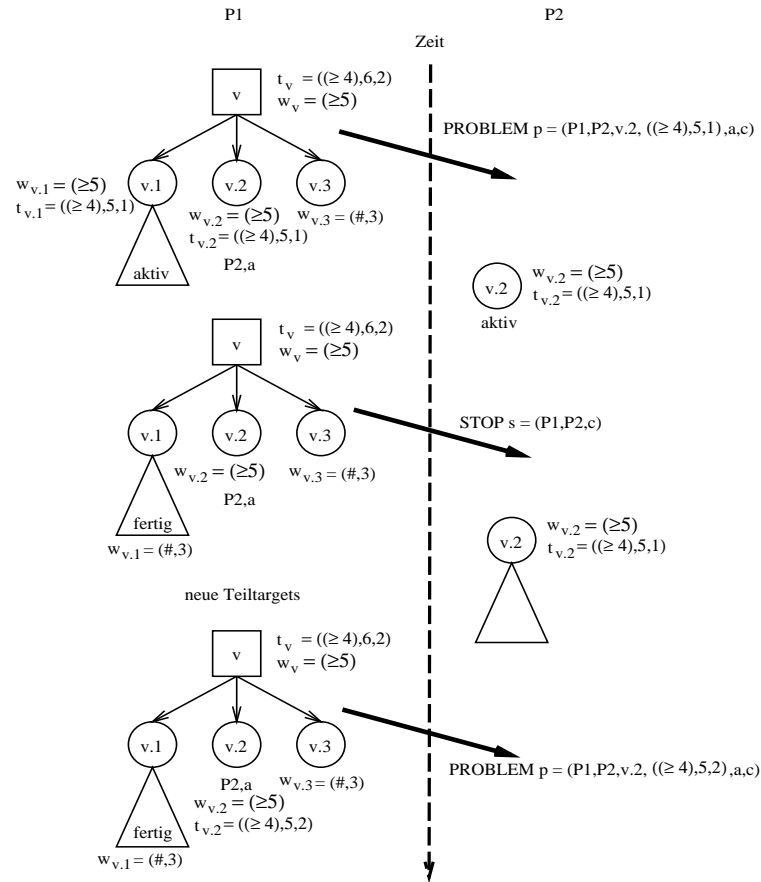 P1
P2
Zeit
v
t_v = ((≥ 4),6,2)
w_v = (≥5)
PROBLEM p = (P1,P2,v.2, ((≥ 4),5,1),a,c)
v.1
v.2
v.3
w_v.1 = (≥5)
t_v.1 = ((≥ 4),5,1)
w_v.2 = (≥5)
t_v.2 = ((≥ 4),5,1)
P2,a
w_v.3 = (#,3)
aktiv
v.2
w_v.2 = (≥5)
t_v.2 = ((≥ 4),5,1)
aktiv
v
t_v = ((≥ 4),6,2)
w_v = (≥5)
STOP s = (P1,P2,c)
v.1
v.2
v.3
w_v.2 = (≥5)
P2,a
w_v.3 = (#,3)
fertig
w_v.1 = (#,3)
v.2
w_v.2 = (≥5)
t_v.2 = ((≥ 4),5,1)
neue Teiltargets
v
t_v = ((≥ 4),6,2)
w_v = (≥5)
v.1
v.2
v.3
PROBLEM p = (P1,P2,v.2, ((≥ 4),5,2),a,c)
P2,a
w_v.3 = (#,3)
w_v.2 = (≥5)
t_v.2 = ((≥ 4),5,2)
fertig
w_v.1 = (#,3)